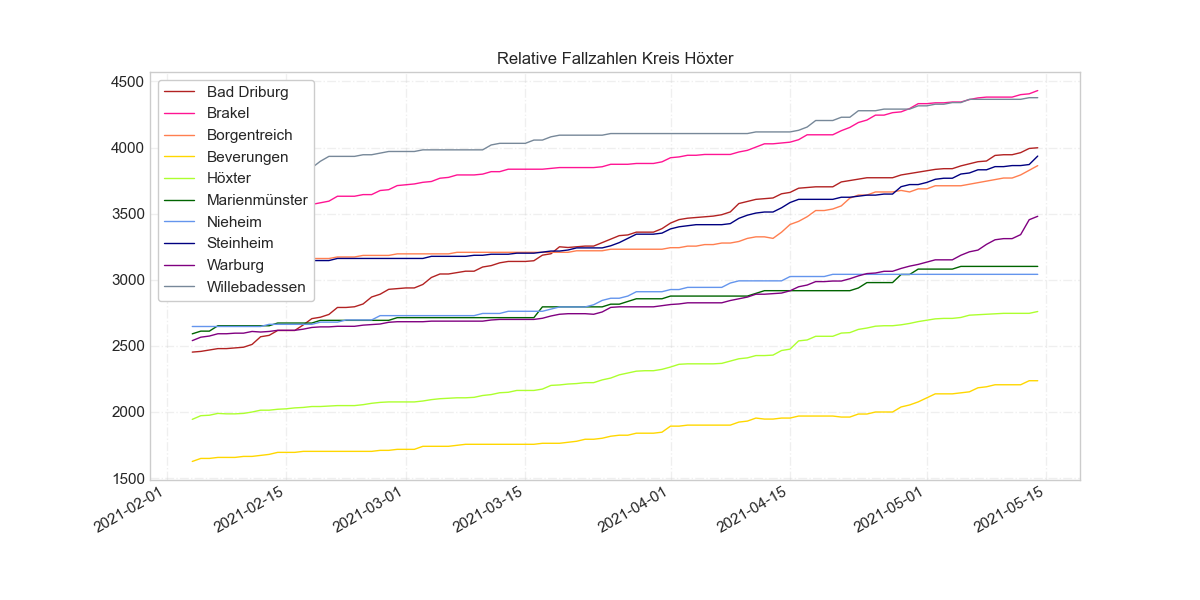 Relative Fallzahlen Kreis Höxter
4500
4000
3500
3000
2500
2000
1500
Bad Driburg
Brakel
Borgentreich
Beverungen
Höxter
Marienmünster
Nieheim
Steinheim
Warburg
Willebadessen
2021-02-01
2021-02-15
2021-03-01
2021-03-15
2021-04-01
2021-04-15
2021-05-01
2021-05-15